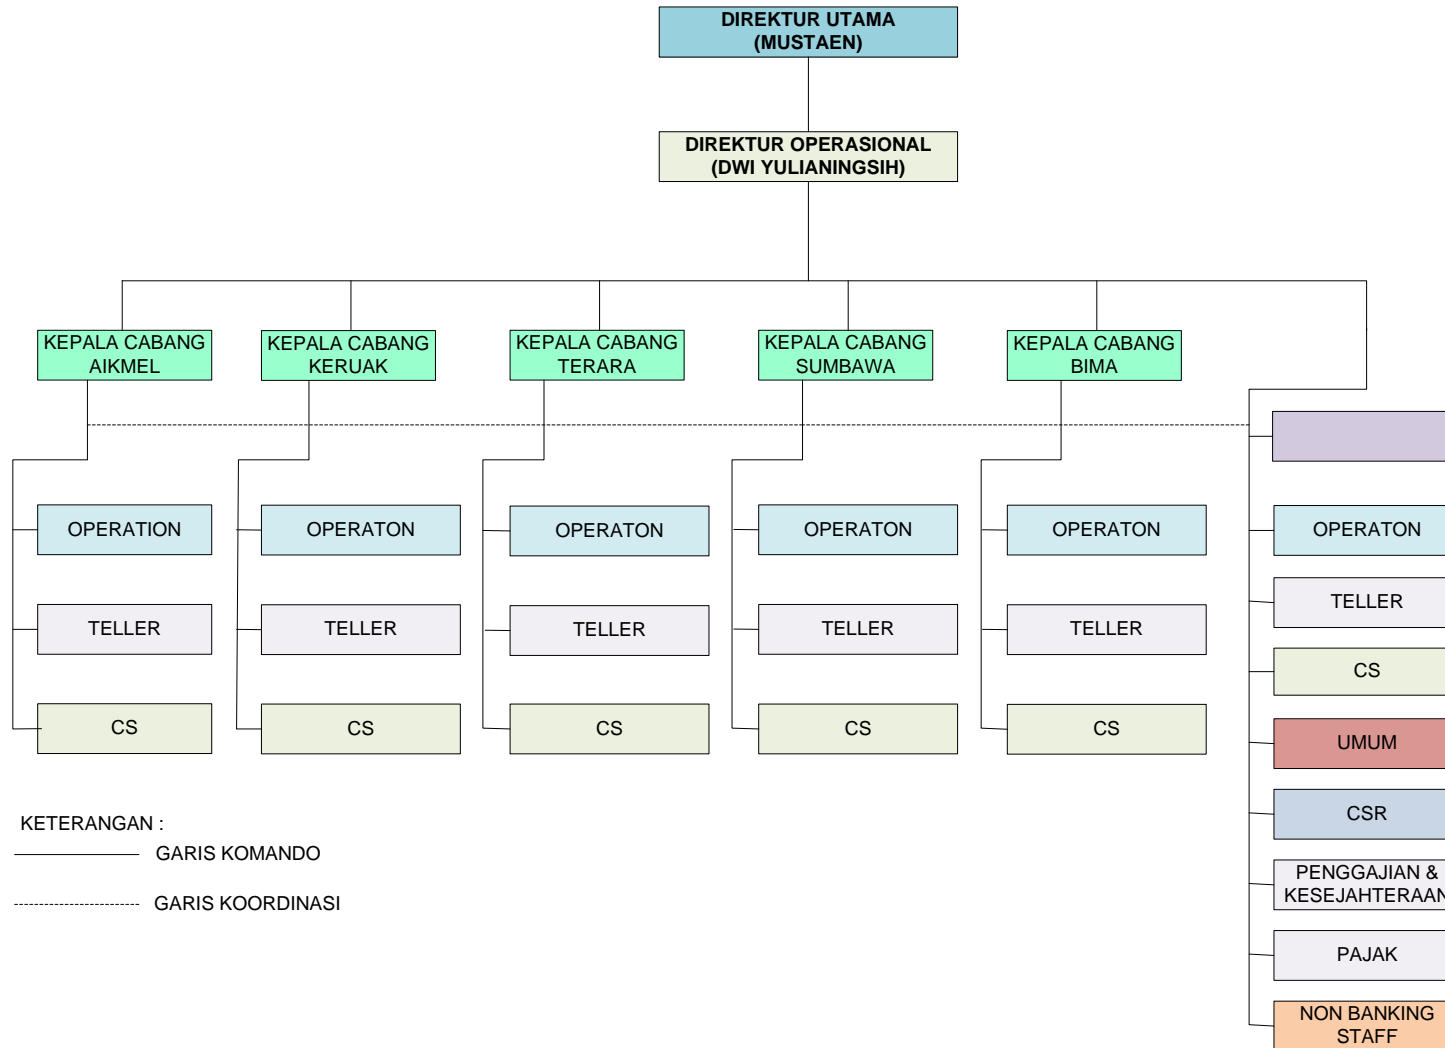 DIREKTUR UTAMA
(MUSTAEN)
DIREKTUR OPERASIONAL
(DWI YULIANINGSIH)
KEPALA CABANG
AIKMEL
KEPALA CABANG
KERUAK
KEPALA CABANG
TERARA
KEPALA CABANG
SUMBAWA
KEPALA CABANG
BIMA
OPERATION
OPERATON
OPERATON
OPERATON
OPERATON
OPERATON
TELLER
TELLER
TELLER
TELLER
TELLER
TELLER
CS
CS
CS
CS
CS
CS
UMUM
CSR
PENGGAJIAN &
KESEJAHTERAAN
PAJAK
NON BANKING
STAFF
KETERANGAN :
GARIS KOMANDO
GARIS KOORDINASI